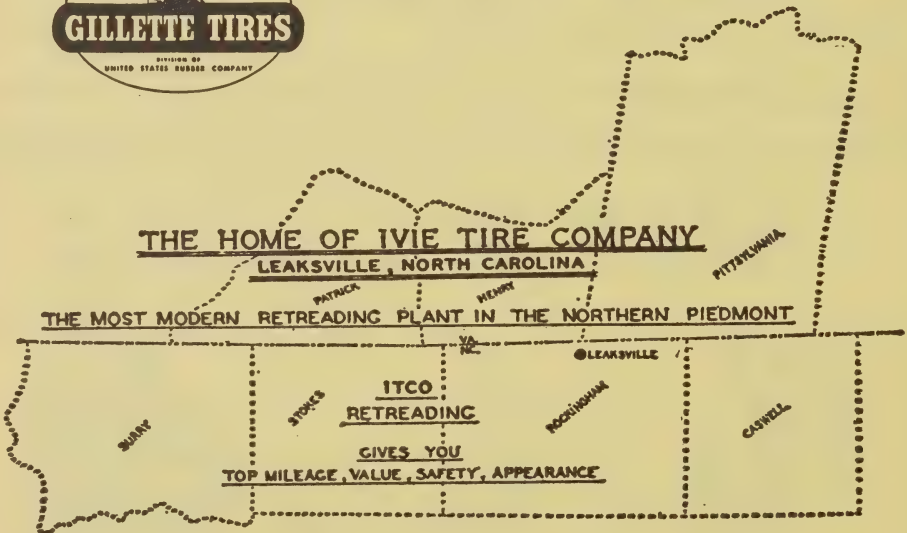 GILLETTE TIRES
DIVISION OF
UNITED STATES RUBBER COMPANY
THE HOME OF IVIE TIRE COMPANY
LEAKSVILLE, NORTH CAROLINA
PITTSYLVANIA
PATRICK
HENRY
THE MOST MODERN RETREADING PLANT IN THE NORTHERN PIEDMONT
VA.
NC.
LEAKSVILLE
SURRY
STOKES
ITCO
RETREADING
ROCKINGHAM
CASWELL
GIVES YOU
TOP MILEAGE, VALUE, SAFETY, APPEARANCE